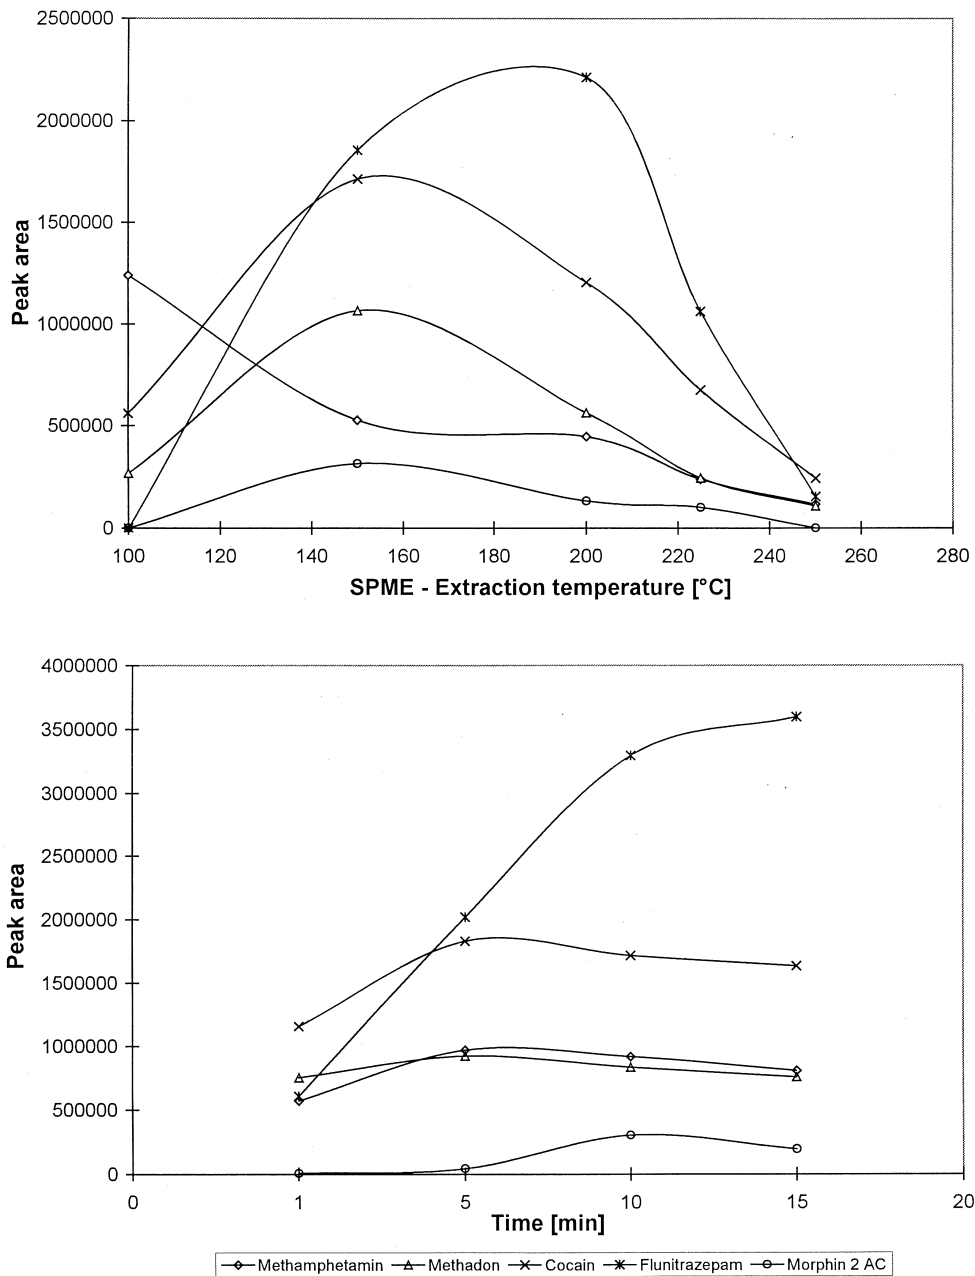 2500000
2000000
1500000
1000000
500000
0
Peak area
100 120 140 160 180 200 220 240 260 280
SPME - Extraction temperature [°C]
4000000
3500000
3000000
2500000
2000000
1500000
1000000
500000
0
Peak area
0 1 5 10 15 20
Time [min]
Methamphetamin Methadon Cocain Flunitrazepam Morphin 2 AC